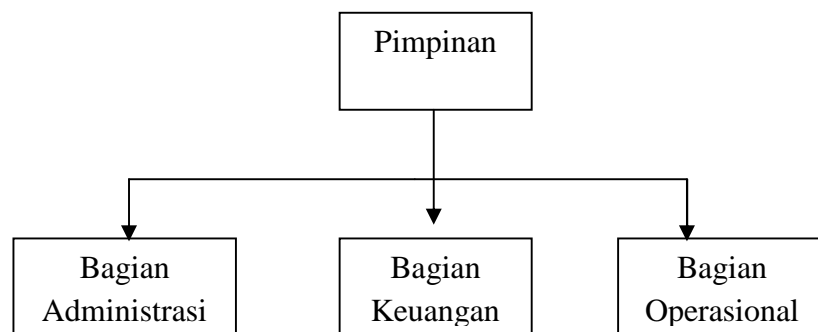 Pimpinan
Bagian
Administrasi
Bagian
Keuangan
Bagian
Operasional